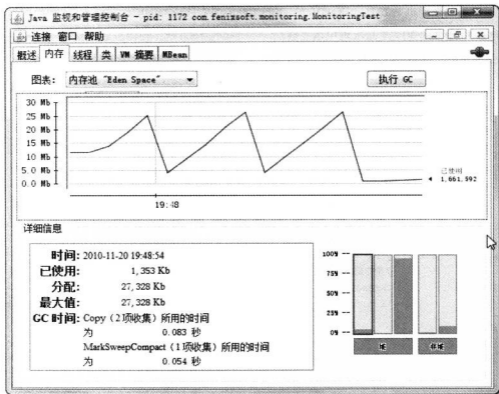 Java 监视和管理控制台 - pid: 1172 com.fenixsoft.monitoring.MonitoringTest
连接 窗口 帮助
概述 内存 线程 类 VM 摘要 MBean
图表: 内存池 "Eden Space" 执行 GC
30 Mb
25 Mb
20 Mb
15 Mb
10 Mb
5.0 Mb
0.0 Mb
已使用
1,661,592
19:48
详细信息
时间: 2010-11-20 19:48:54
已使用: 1,353 Kb
分配: 27,328 Kb
最大值: 27,328 Kb
GC 时间: Copy (2项收集) 所用的时间
为 0.083 秒
MarkSweepCompact (1项收集) 所用的时间
为 0.054 秒
100%
75%
50%
25%
0%
堆 非堆